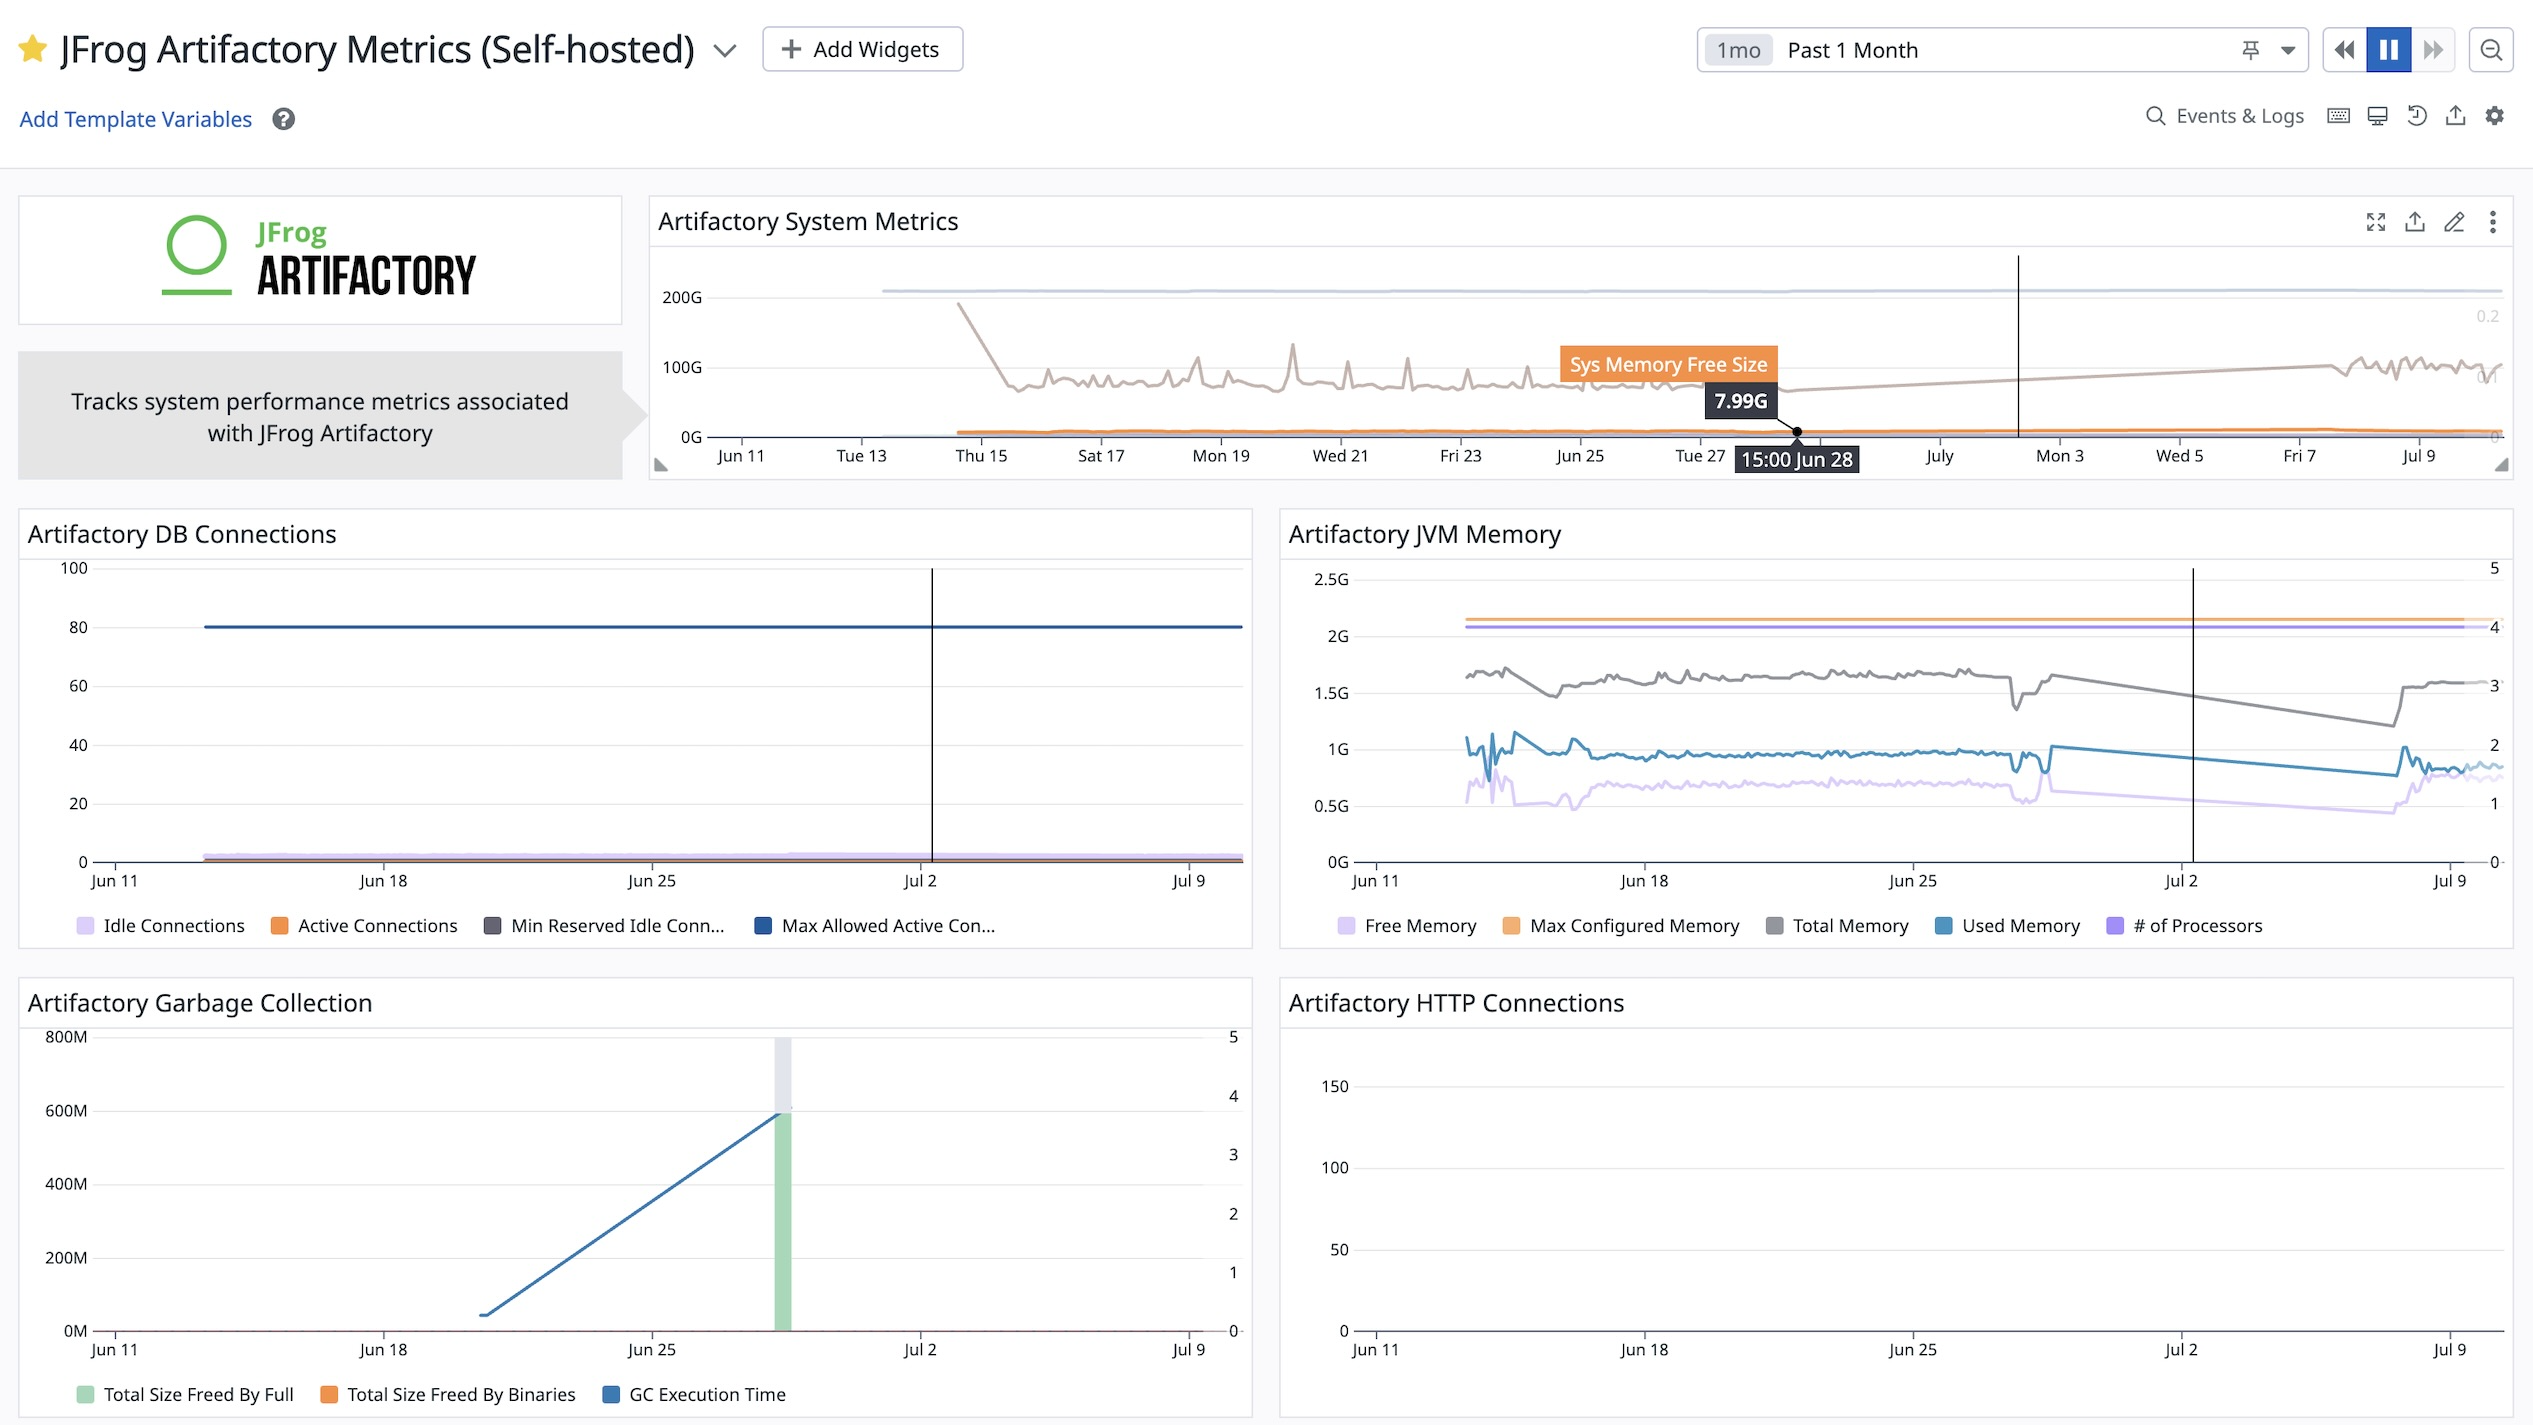 JFrog Artifactory Metrics (Self-hosted)
Add Widgets
1mo Past 1 Month
Add Template Variables
?
Events & Logs
JFrog
ARTIFACTORY
Tracks system performance metrics associated
with JFrog Artifactory
Artifactory System Metrics
200G
100G
0G
0.2
0.1
0
Sys Memory Free Size
7.99G
15:00 Jun 28
Jun 11 Tue 13 Thu 15 Sat 17 Mon 19 Wed 21 Fri 23 Jun 25 Tue 27 July Mon 3 Wed 5 Fri 7 Jul 9
Artifactory DB Connections
100
80
60
40
20
0
Jun 11 Jun 18 Jun 25 Jul 2 Jul 9
Idle Connections Active Connections Min Reserved Idle Conn... Max Allowed Active Con...
Artifactory JVM Memory
2.5G
2G
1.5G
1G
0.5G
0G
5
4
3
2
1
0
Jun 11 Jun 18 Jun 25 Jul 2 Jul 9
Free Memory Max Configured Memory Total Memory Used Memory # of Processors
Artifactory Garbage Collection
800M
600M
400M
200M
0M
5
4
3
2
1
0
Jun 11 Jun 18 Jun 25 Jul 2 Jul 9
Total Size Freed By Full Total Size Freed By Binaries GC Execution Time
Artifactory HTTP Connections
150
100
50
0
Jun 11 Jun 18 Jun 25 Jul 2 Jul 9